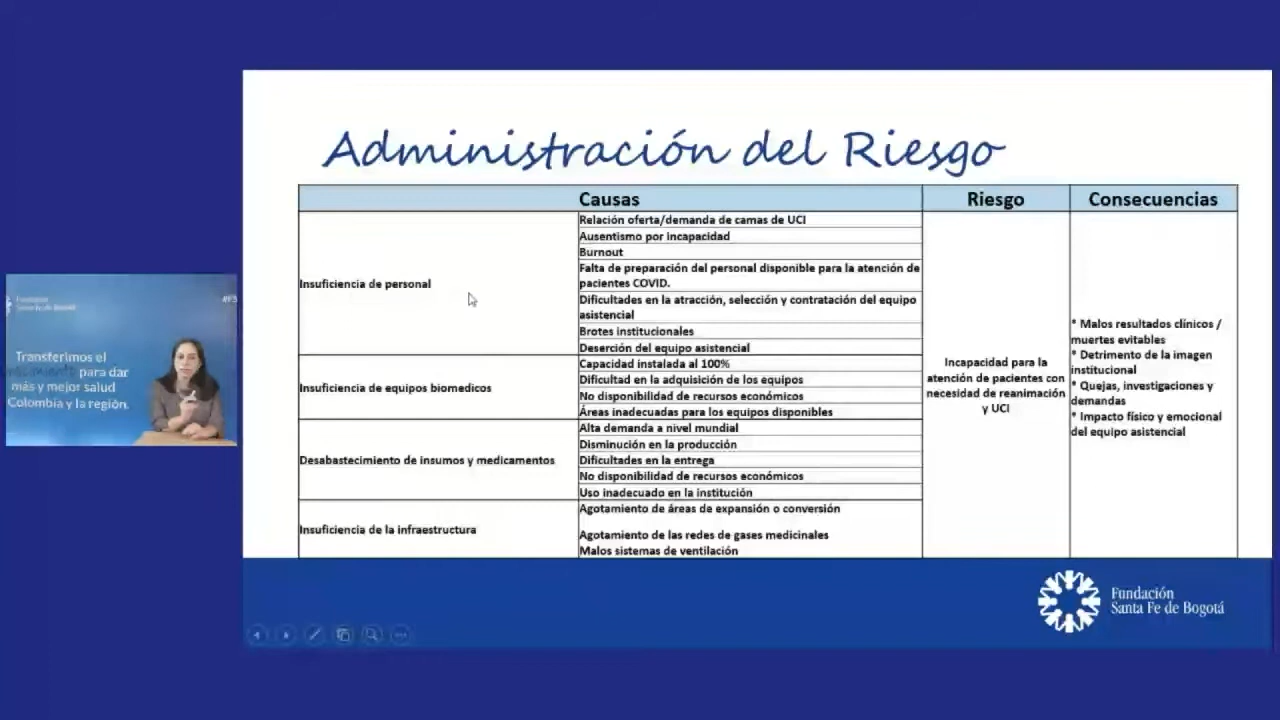 Administración del Riesgo
Causas
Riesgo
Consecuencias
Insuficiencia de personal
Relación oferta/demanda de camas de UCI
Ausentismo por incapacidad
Burnout
Falta de preparación del personal disponible para la atención de
pacientes COVID.
Dificultades en la atracción, selección y contratación del equipo
asistencial
Brotes institucionales
Deserción del equipo asistencial
Insuficiencia de equipos biomedicos
Capacidad instalada al 100%
Dificultad en la adquisición de los equipos
No disponibilidad de recursos económicos
Áreas inadecuadas para los equipos disponibles
Desabastecimiento de insumos y medicamentos
Alta demanda a nivel mundial
Disminución en la producción
Dificultades en la entrega
No disponibilidad de recursos económicos
Uso inadecuado en la institución
Insuficiencia de la infraestructura
Agotamiento de áreas de expansión o conversión
Agotamiento de las redes de gases medicinales
Malos sistemas de ventilación
Incapacidad para la
atención de pacientes con
necesidad de reanimación
y UCI
* Malos resultados clínicos /
muertes evitables
* Detrimento de la imagen
institucional
* Quejas, investigaciones y
demandas
* Impacto físico y emocional
del equipo asistencial
Fundación
Santa Fe de Bogotá
Fundación
Santa Fe de Bogotá
Transferimos el
para dar
más y mejor salud
Colombia y la región.